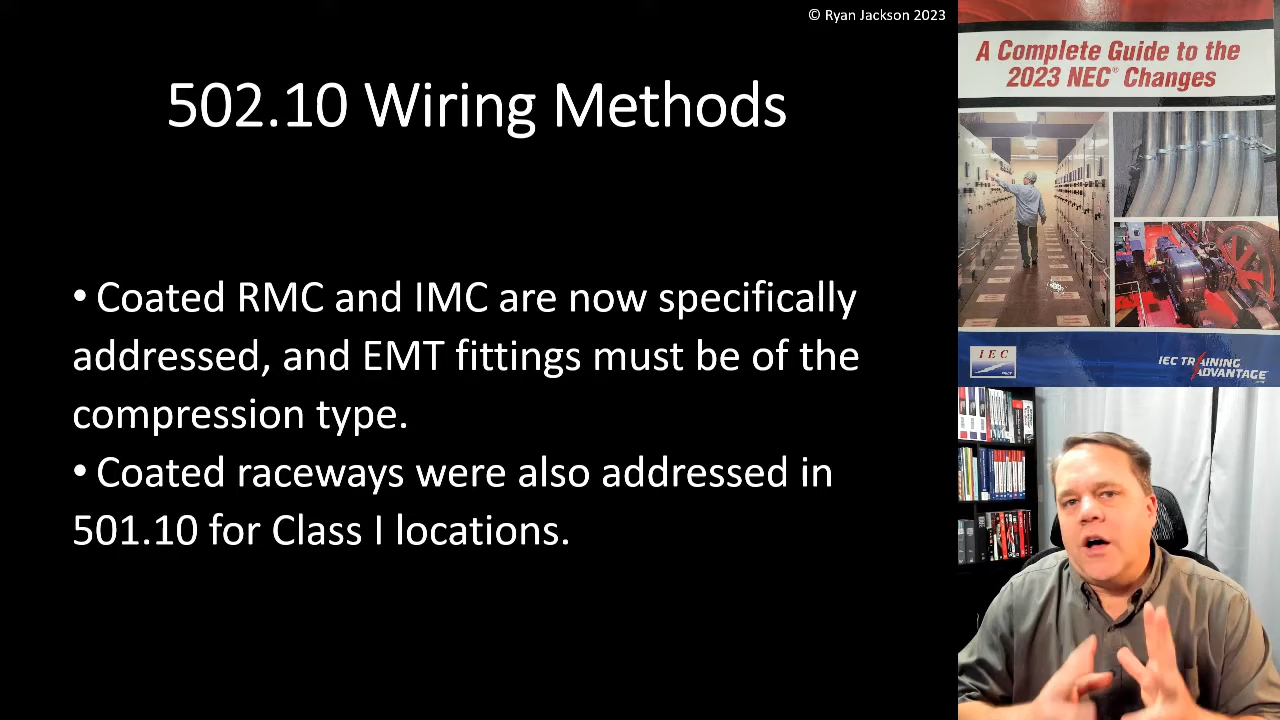 © Ryan Jackson 2023
502.10 Wiring Methods
• Coated RMC and IMC are now specifically
addressed, and EMT fittings must be of the
compression type.
• Coated raceways were also addressed in
501.10 for Class I locations.
A Complete Guide to the
2023 NEC® Changes
IEC
IEC TRAINING
ADVANTAGE